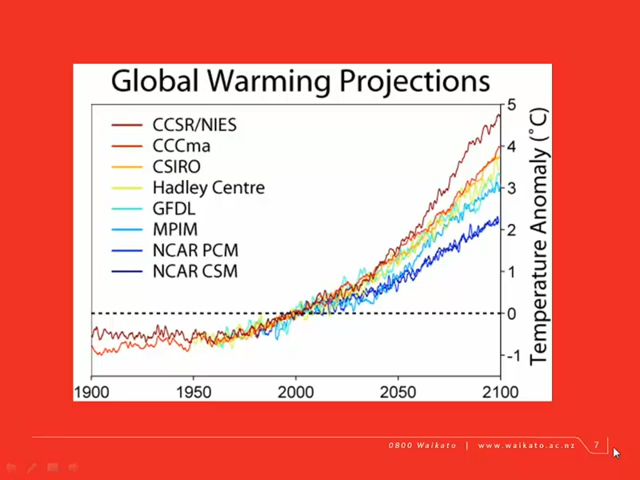 Global Warming Projections
CCSR/NIES
CCCma
CSIRO
Hadley Centre
GFDL
MPIM
NCAR PCM
NCAR CSM
5
4
3
2
1
0
-1
Temperature Anomaly (˚C)
1900 1950 2000 2050 2100
0800 Waikato | www.waikato.ac.nz 7